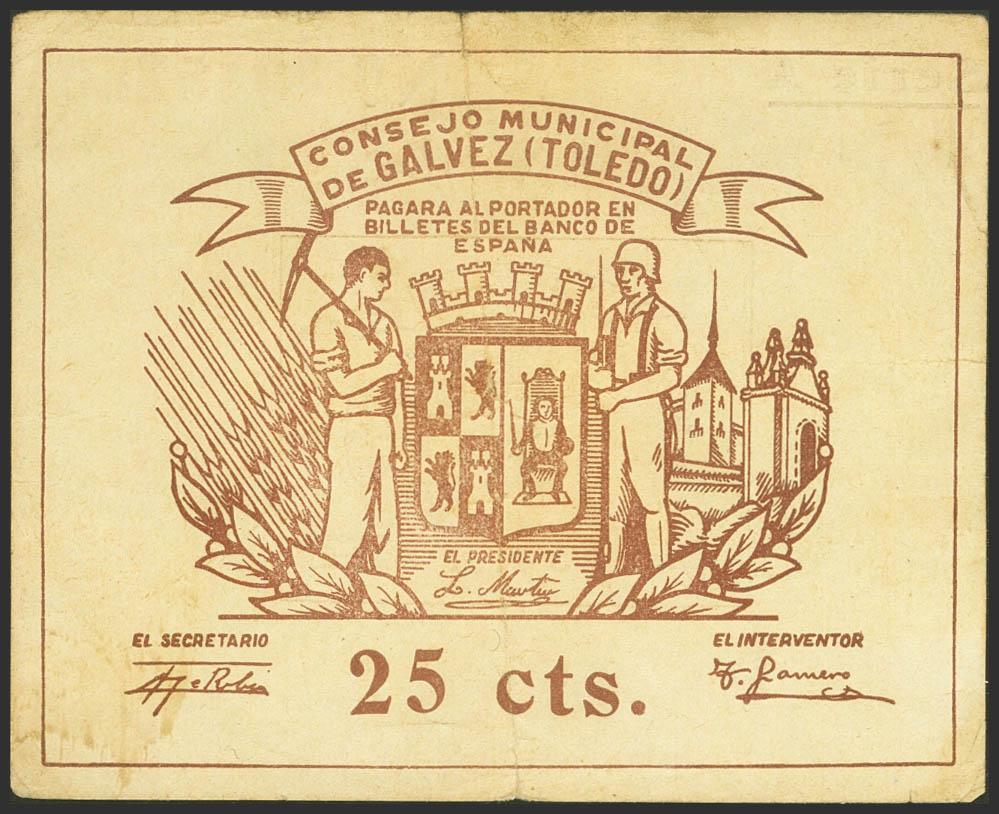 CONSEJO MUNICIPAL
DE GALVEZ (TOLEDO)
PAGARA AL PORTADOR EN
BILLETES DEL BANCO DE
ESPAÑA
EL PRESIDENTE
EL SECRETARIO
EL INTERVENTOR
25 cts.